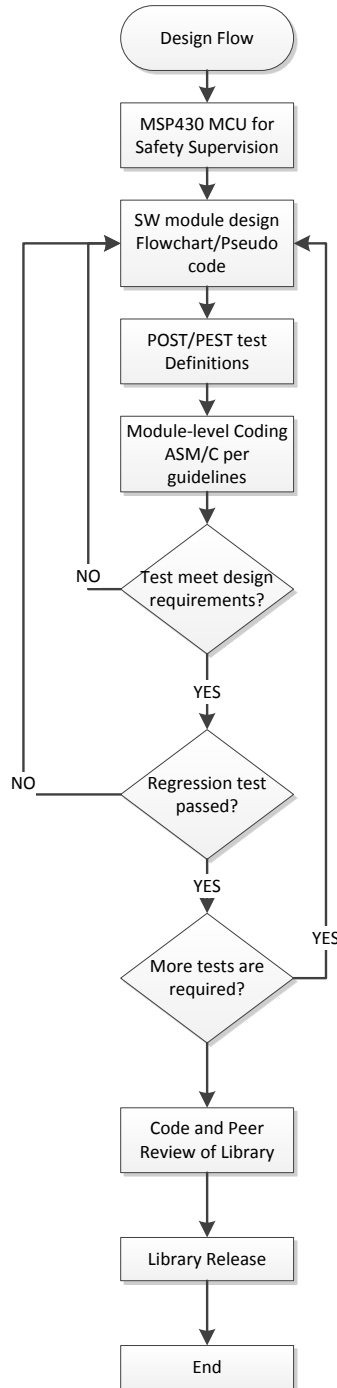 Design Flow
MSP430 MCU for
Safety Supervision
SW module design
Flowchart/Pseudo
code
POST/PEST test
Definitions
Module-level Coding
ASM/C per
guidelines
Test meet design
requirements?
NO
YES
Regression test
passed?
NO
YES
More tests are
required?
YES
Code and Peer
Review of Library
Library Release
End